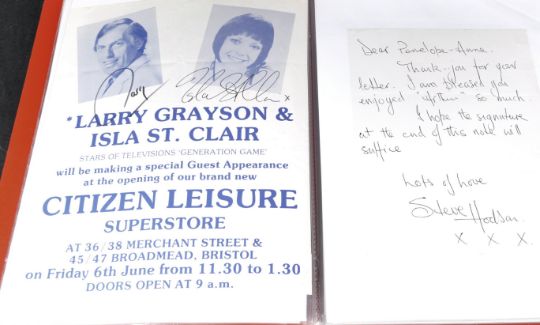 Larry
Isla St. Clair x
*LARRY GRAYSON &
ISLA ST. CLAIR
STARS OF TELEVISIONS 'GENERATION GAME'
will be making a special Guest Appearance
at the opening of our brand new
CITIZEN LEISURE
SUPERSTORE
AT 36/38 MERCHANT STREET &
45/47 BROADMEAD, BRISTOL
on Friday 6th June from 11.30 to 1.30
DOORS OPEN AT 9 a.m.
Dear Penelope-Anne.
Thank-you for your
letter. I am pleased you
enjoyed so much.
I hope the signature
at the end of this note will
suffice
Lots of love
Steve Hodson.
x x x.